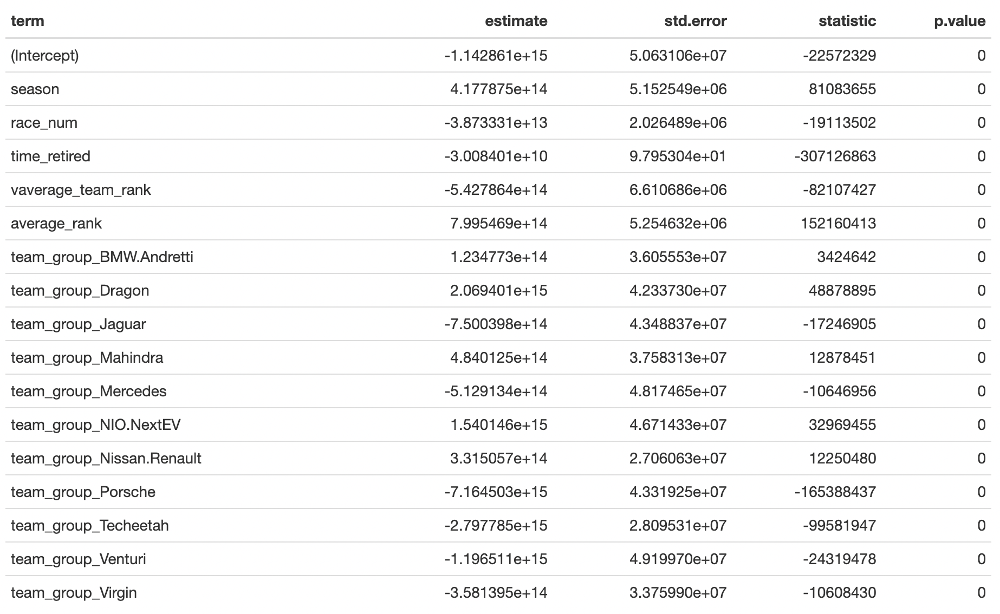 term estimate std.error statistic p.value
(Intercept) -1.142861e+15 5.063106e+07 -22572329 0
season 4.177875e+14 5.152549e+06 81083655 0
race_num -3.873331e+13 2.026489e+06 -19113502 0
time_retired -3.008401e+10 9.795304e+01 -307126863 0
vaverage_team_rank -5.427864e+14 6.610686e+06 -82107427 0
average_rank 7.995469e+14 5.254632e+06 152160413 0
team_group_BMW.Andretti 1.234773e+14 3.605553e+07 3424642 0
team_group_Dragon 2.069401e+15 4.233730e+07 48878895 0
team_group_Jaguar -7.500398e+14 4.348837e+07 -17246905 0
team_group_Mahindra 4.840125e+14 3.758313e+07 12878451 0
team_group_Mercedes -5.129134e+14 4.817465e+07 -10646956 0
team_group_NIO.NextEV 1.540146e+15 4.671433e+07 32969455 0
team_group_Nissan.Renault 3.315057e+14 2.706063e+07 12250480 0
team_group_Porsche -7.164503e+15 4.331925e+07 -165388437 0
team_group_Techeetah -2.797785e+15 2.809531e+07 -99581947 0
team_group_Venturi -1.196511e+15 4.919970e+07 -24319478 0
team_group_Virgin -3.581395e+14 3.375990e+07 -10608430 0